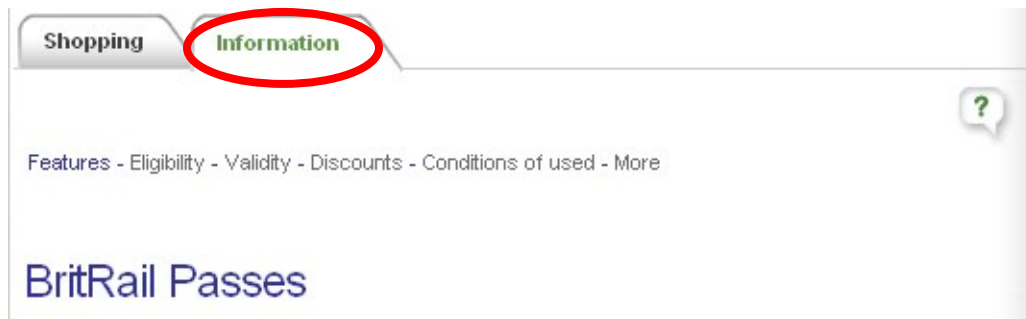 Shopping Information
?
Features - Eligibility - Validity - Discounts - Conditions of used - More
BritRail Passes